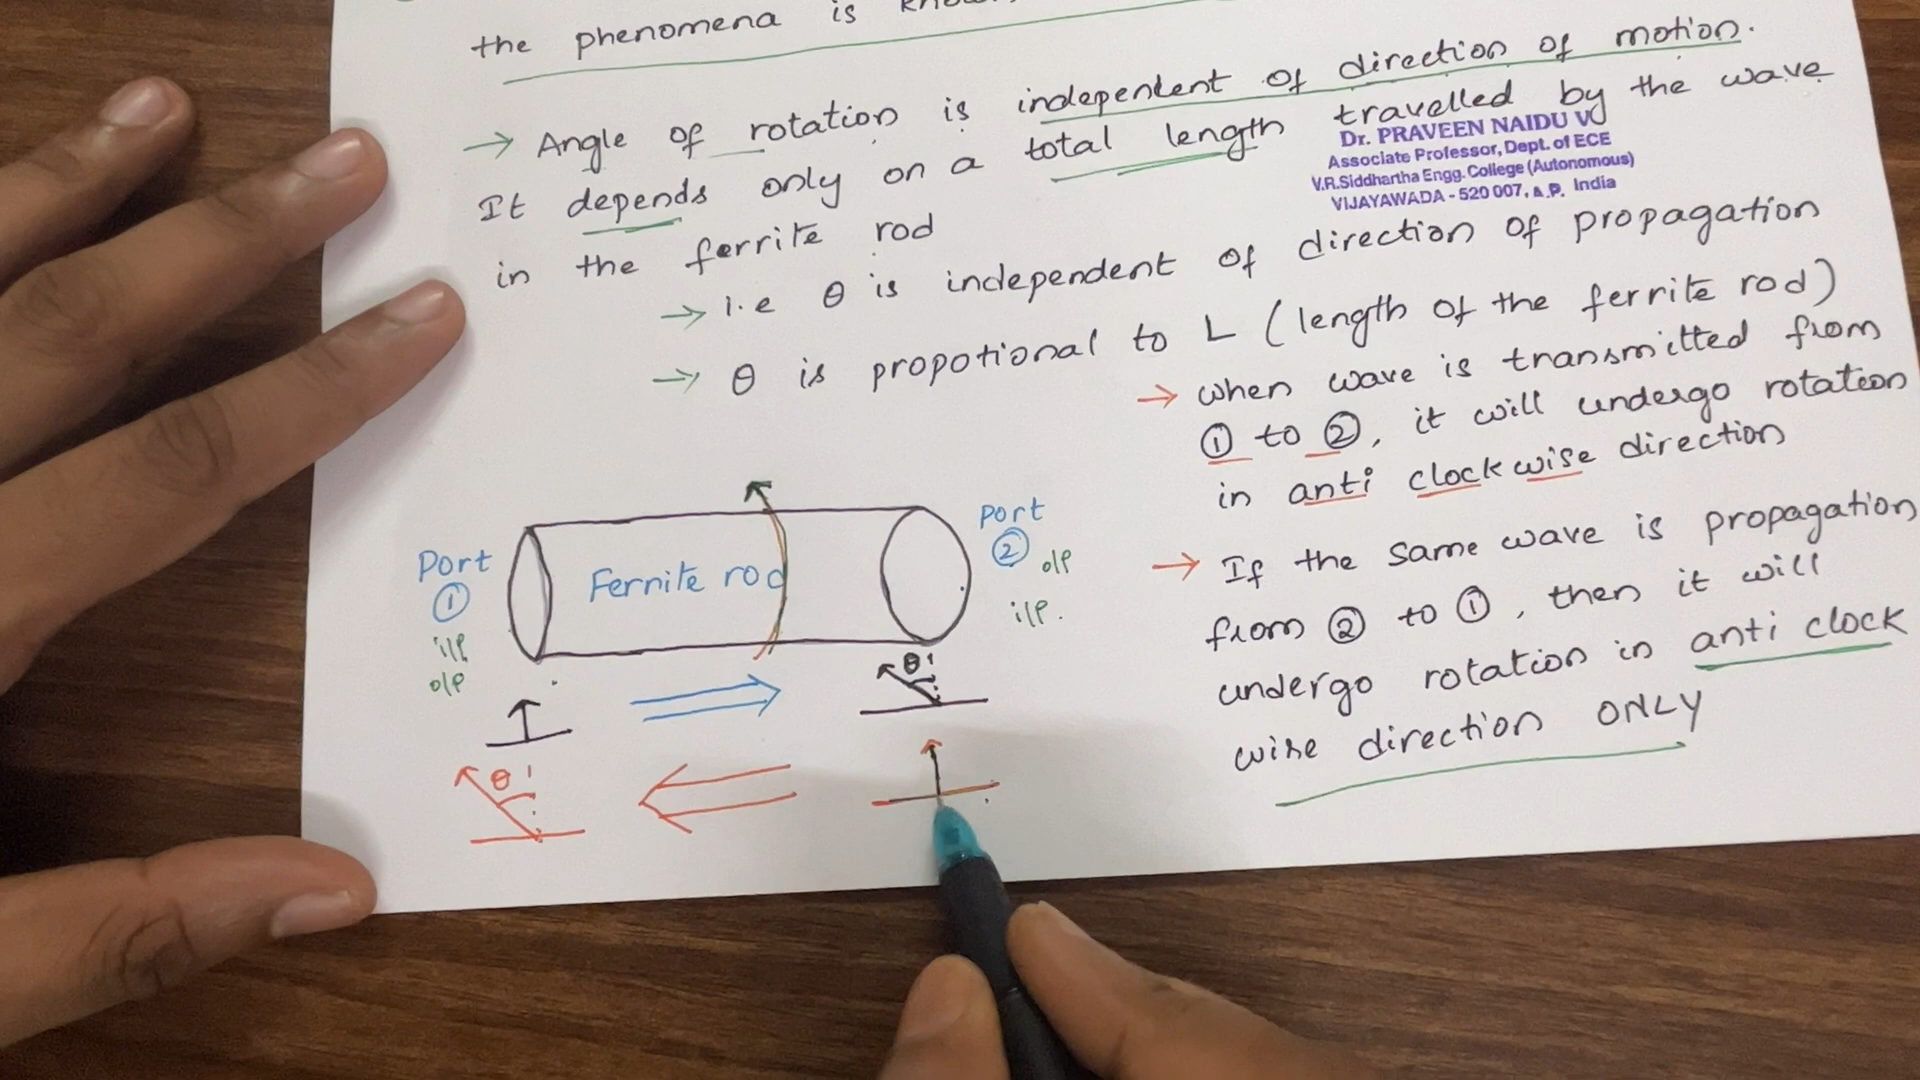 the phenomena is
→ Angle of rotation is independent of direction of motion.
It depends only on a total length travelled by the wave
in the ferrite rod
Dr. PRAVEEN NAIDU V
Associate Professor, Dept. of ECE
V.R.Siddhartha Engg. College (Autonomous)
VIJAYAWADA - 520 007, A.P. India
→ i.e θ is independent of direction of propagation
→ θ is propotional to L (length of the ferrite rod)
→ when wave is transmitted from
① to ②, it will undergo rotation
in anti clockwise direction
→ If the same wave is propagation
from ② to ①, then it will
undergo rotation in anti clock
wise direction ONLY
Port
①
i/p
o/p
Ferrite rod
Port
②
o/p
i/p.
θ'
θ'